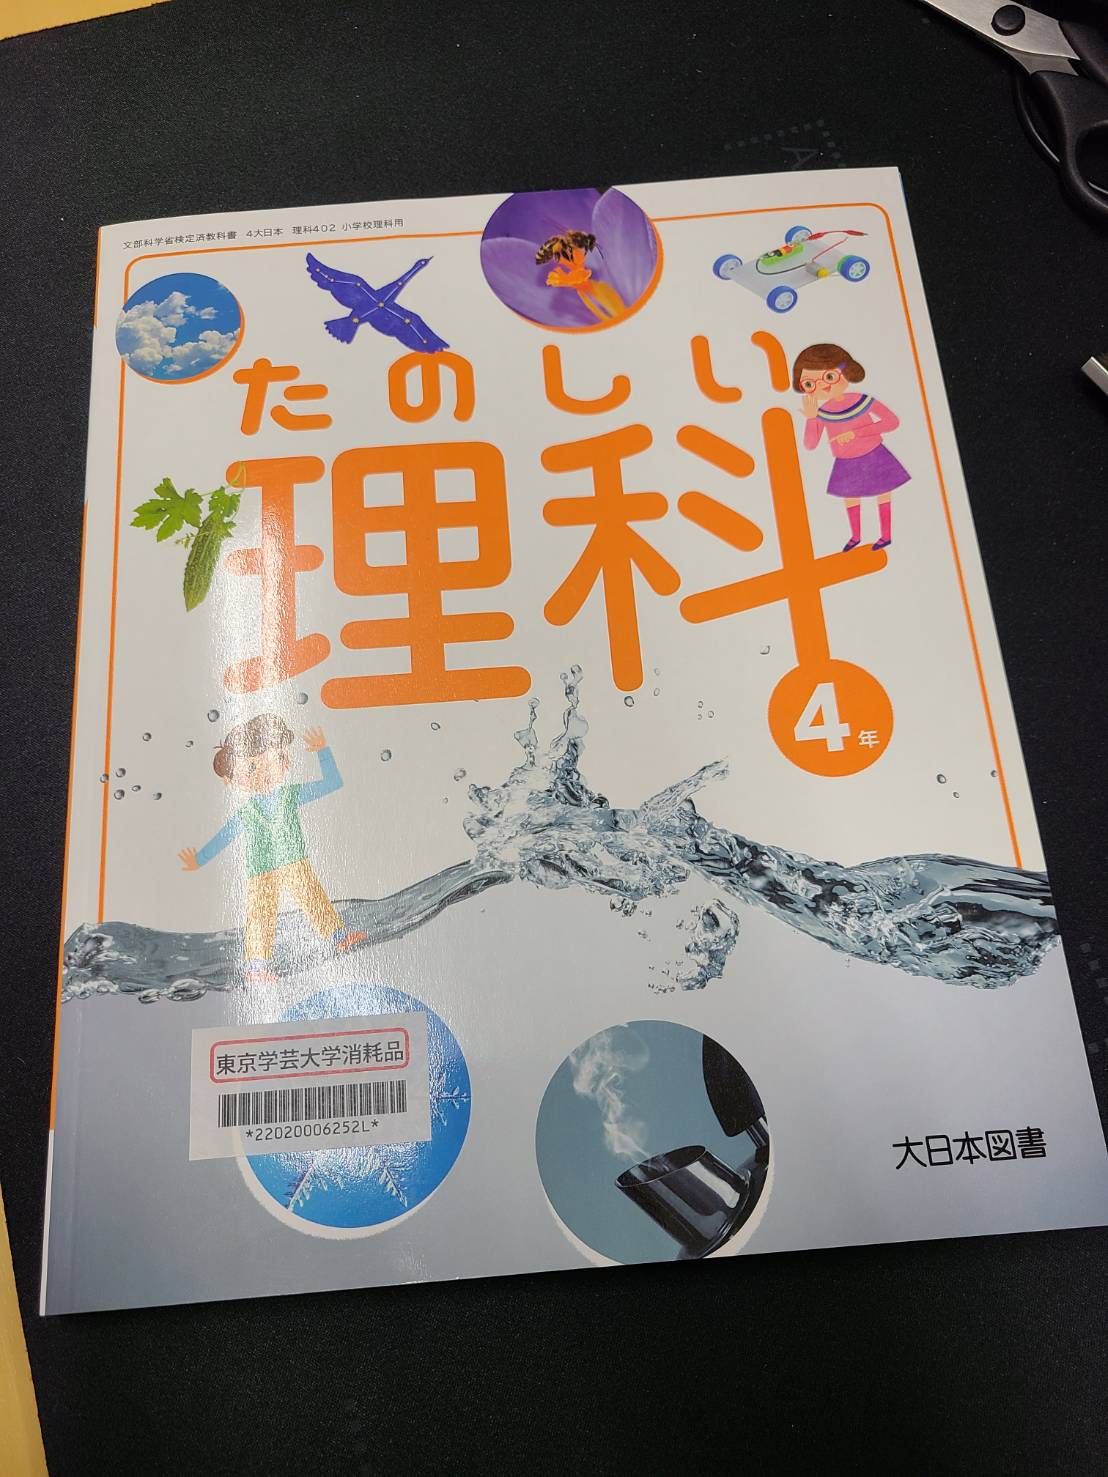 文部科学省検定済教科書 4大日本 理科402 小学校理科用
たのしい
理科
4年
東京学芸大学消耗品
*22020006252L*
大日本図書